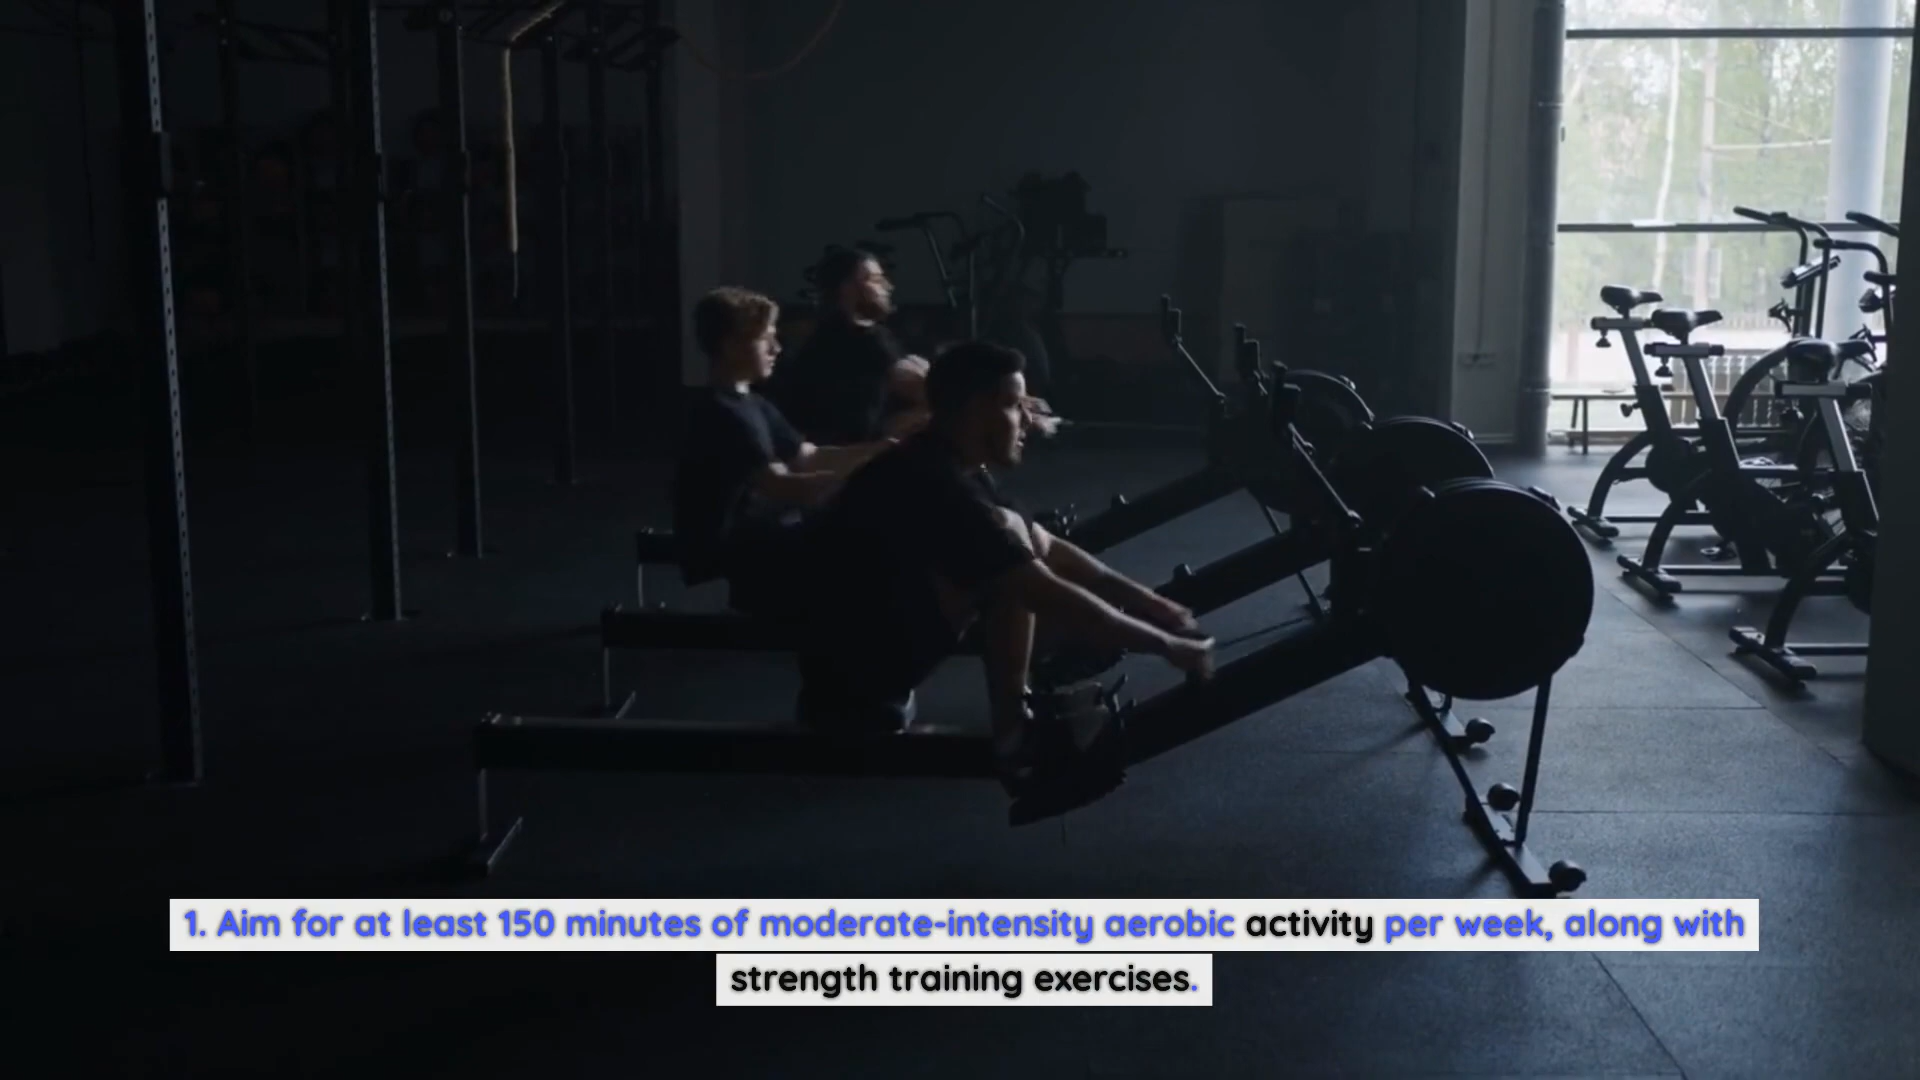 1. Aim for at least 150 minutes of moderate-intensity aerobic activity per week, along with
strength training exercises.